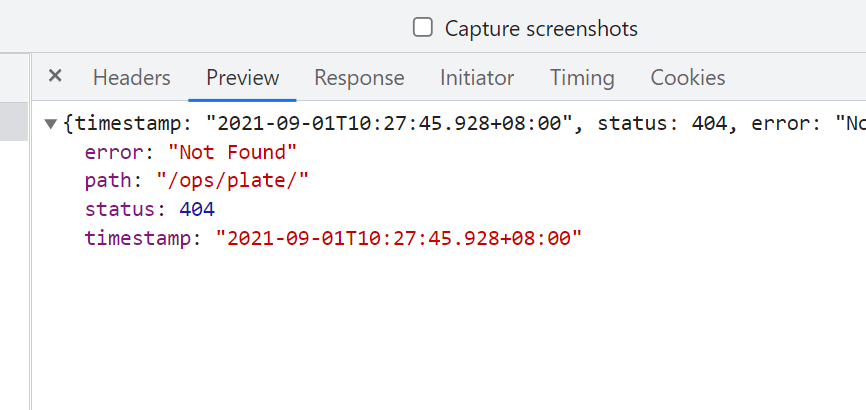 Capture screenshots
Headers Preview Response Initiator Timing Cookies
{timestamp: "2021-09-01T10:27:45.928+08:00", status: 404, error: "No
error: "Not Found"
path: "/ops/plate/"
status: 404
timestamp: "2021-09-01T10:27:45.928+08:00"